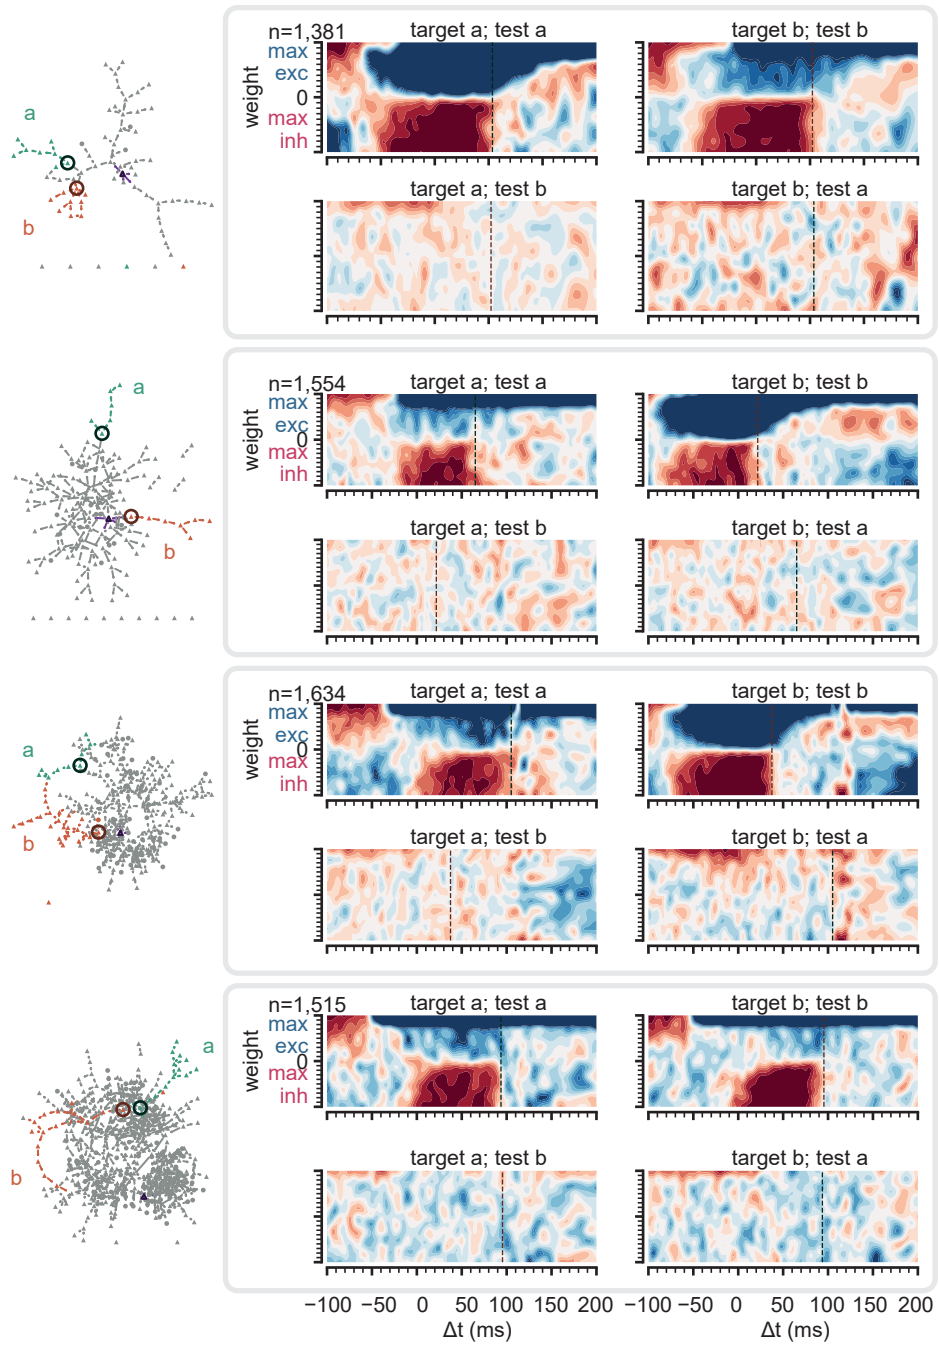 n=1,381
target a; test a
target b; test b
max
exc
0
max
inh
weight
a
b
target a; test b
target b; test a
n=1,554
target a; test a
target b; test b
max
exc
0
max
inh
weight
a
b
target a; test b
target b; test a
n=1,634
target a; test a
target b; test b
max
exc
0
max
inh
weight
a
b
target a; test b
target b; test a
n=1,515
target a; test a
target b; test b
max
exc
0
max
inh
weight
a
b
target a; test b
target b; test a
−100 −50 0 50 100 150 200 −100 −50 0 50 100 150 200
Δt (ms) Δt (ms)